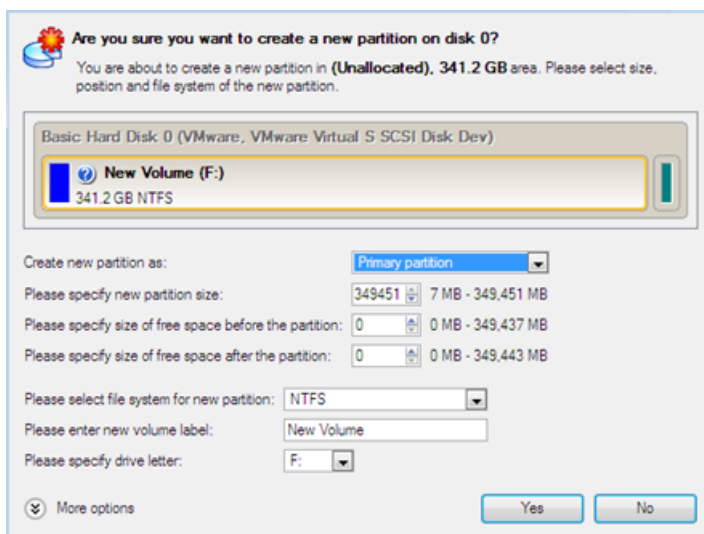 Are you sure you want to create a new partition on disk 0?
You are about to create a new partition in (Unallocated), 341.2 GB area. Please select size,
position and file system of the new partition.
Basic Hard Disk 0 (VMware, VMware Virtual S SCSI Disk Dev)
New Volume (F:)
341.2 GB NTFS
Create new partition as: Primary partition
Please specify new partition size: 349451 7 MB - 349,451 MB
Please specify size of free space before the partition: 0 0 MB - 349,437 MB
Please specify size of free space after the partition: 0 0 MB - 349,443 MB
Please select file system for new partition: NTFS
Please enter new volume label: New Volume
Please specify drive letter: F:
More options Yes No